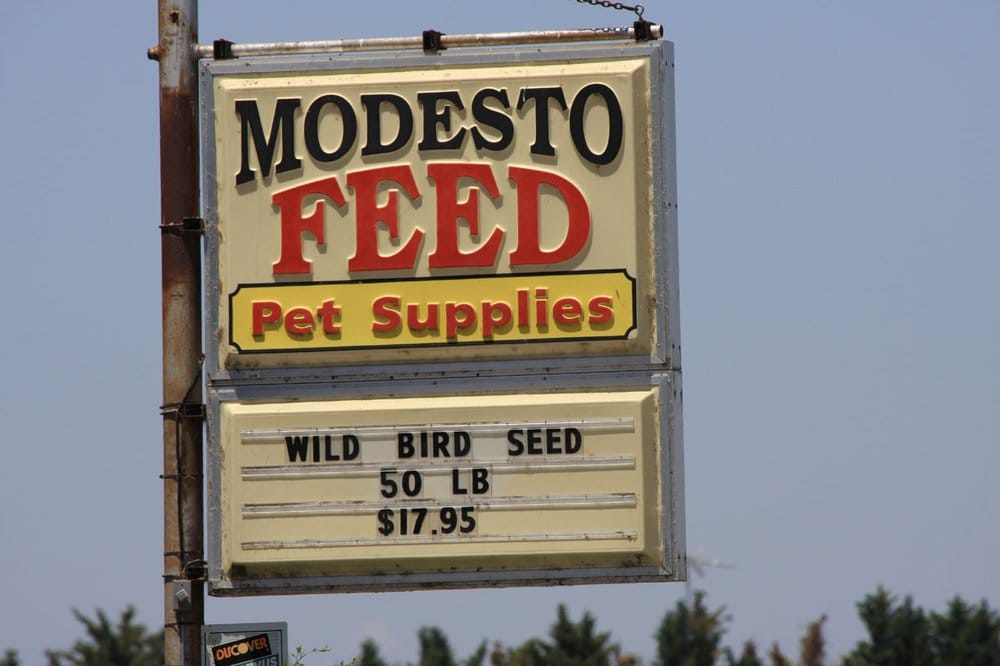 MODESTO
FEED
Pet Supplies
WILD BIRD SEED
50 LB
$17.95
DISCOVER